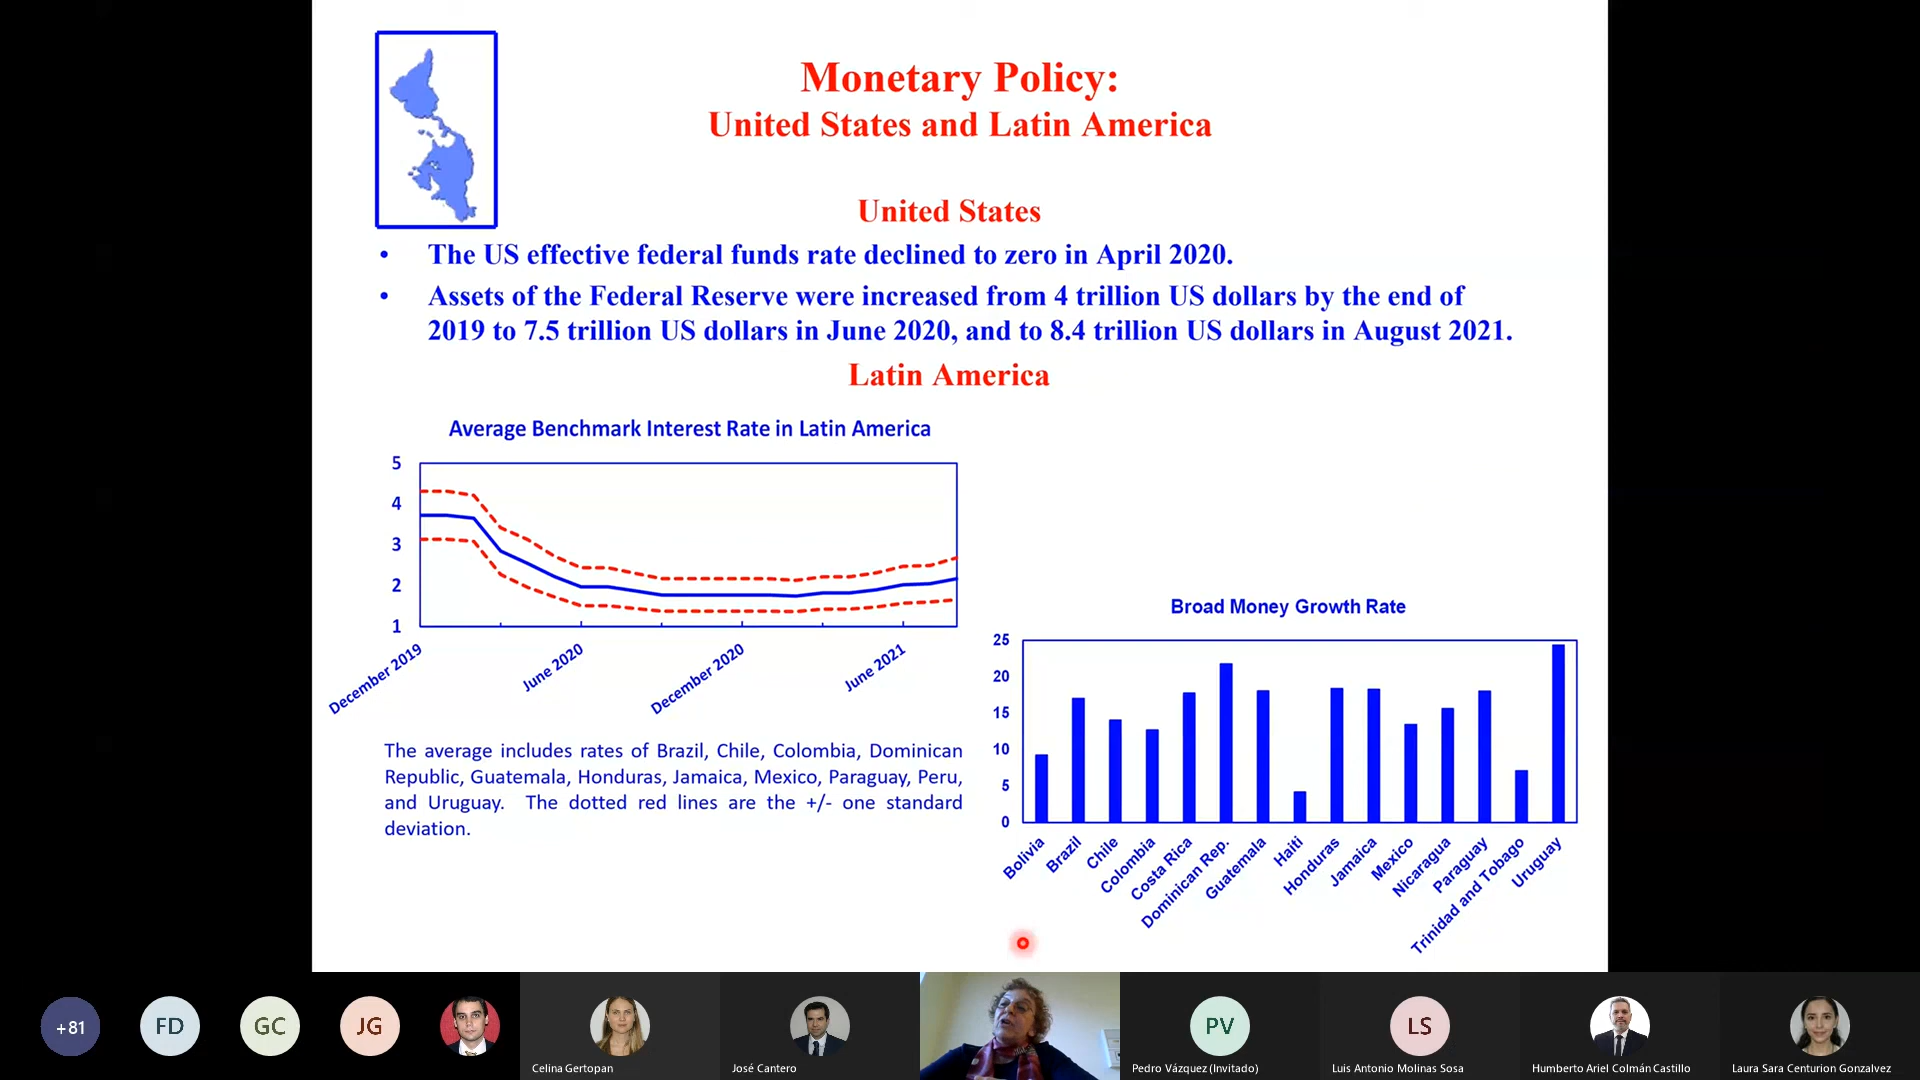 Monetary Policy:
United States and Latin America
United States
• The US effective federal funds rate declined to zero in April 2020.
• Assets of the Federal Reserve were increased from 4 trillion US dollars by the end of
2019 to 7.5 trillion US dollars in June 2020, and to 8.4 trillion US dollars in August 2021.
Latin America
Average Benchmark Interest Rate in Latin America
5
4
3
2
1
December 2019
June 2020
December 2020
June 2021
The average includes rates of Brazil, Chile, Colombia, Dominican
Republic, Guatemala, Honduras, Jamaica, Mexico, Paraguay, Peru,
and Uruguay. The dotted red lines are the +/- one standard
deviation.
Broad Money Growth Rate
25
20
15
10
5
0
Bolivia
Brazil
Chile
Colombia
Costa Rica
Dominican Rep.
Guatemala
Haiti
Honduras
Jamaica
Mexico
Nicaragua
Paraguay
Trinidad and Tobago
Uruguay
+81
FD
GC
JG
Celina Gertopan
José Cantero
PV
Pedro Vázquez (Invitado)
LS
Luis Antonio Molinas Sosa
Humberto Ariel Colmán Castillo
Laura Sara Centurion Gonzalvez